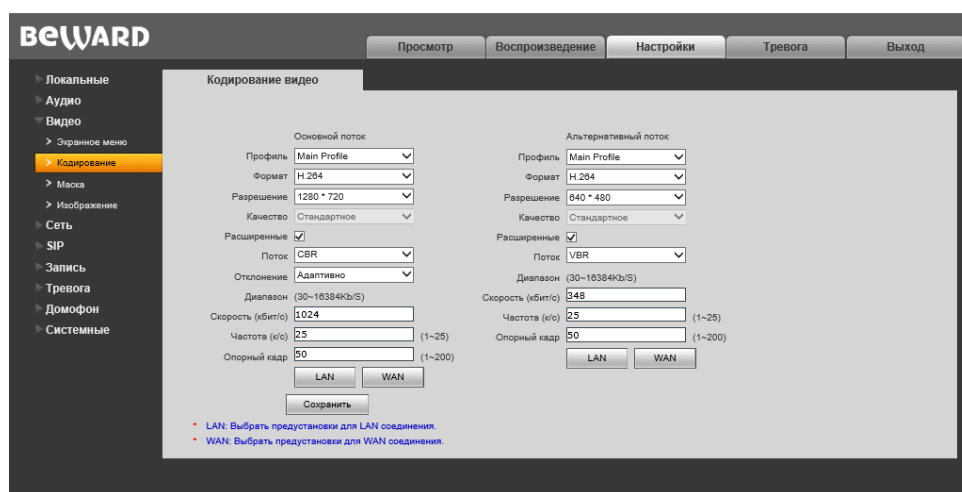 BEWARD
Просмотр Воспроизведение Настройки Тревога Выход
Локальные
Аудио
Видео
Экранное меню
Кодирование
Маска
Изображение
Сеть
SIP
Запись
Тревога
Домофон
Системные
Кодирование видео
Основной поток
Профиль Main Profile
Формат H.264
Разрешение 1280 * 720
Качество Стандартное
Расширенные
Поток CBR
Отклонение Адаптивно
Диапазон (30~16384Kb/S)
Скорость (кбит/с) 1024
Частота (к/с) 25 (1~25)
Опорный кадр 50 (1~200)
LAN WAN
Сохранить
Альтернативный поток
Профиль Main Profile
Формат H.264
Разрешение 640 * 480
Качество Стандартное
Расширенные
Поток VBR
Диапазон (30~16384Kb/S)
Скорость (кбит/с) 348
Частота (к/с) 25 (1~25)
Опорный кадр 50 (1~200)
LAN WAN
* LAN: Выбрать предустановки для LAN соединения.
* WAN: Выбрать предустановки для WAN соединения.